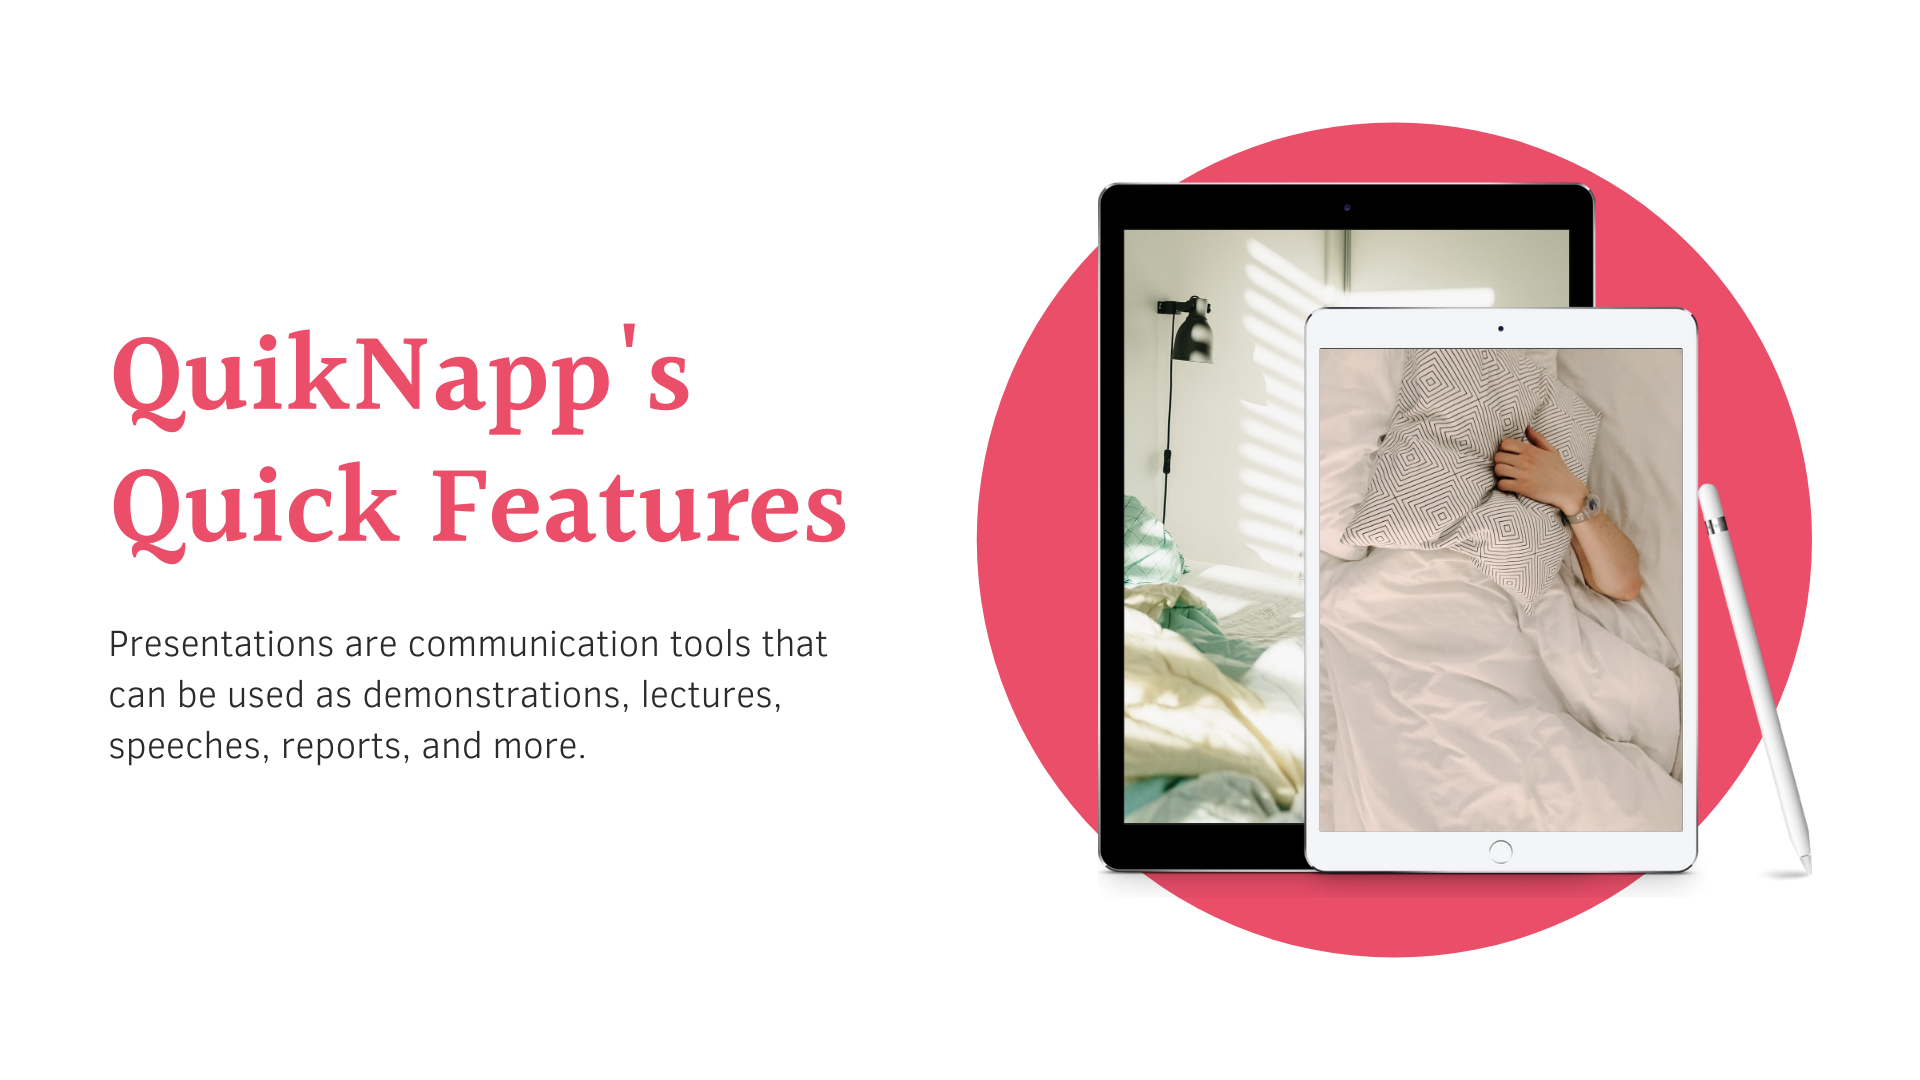 QuikNapp's
Quick Features
Presentations are communication tools that
can be used as demonstrations, lectures,
speeches, reports, and more.